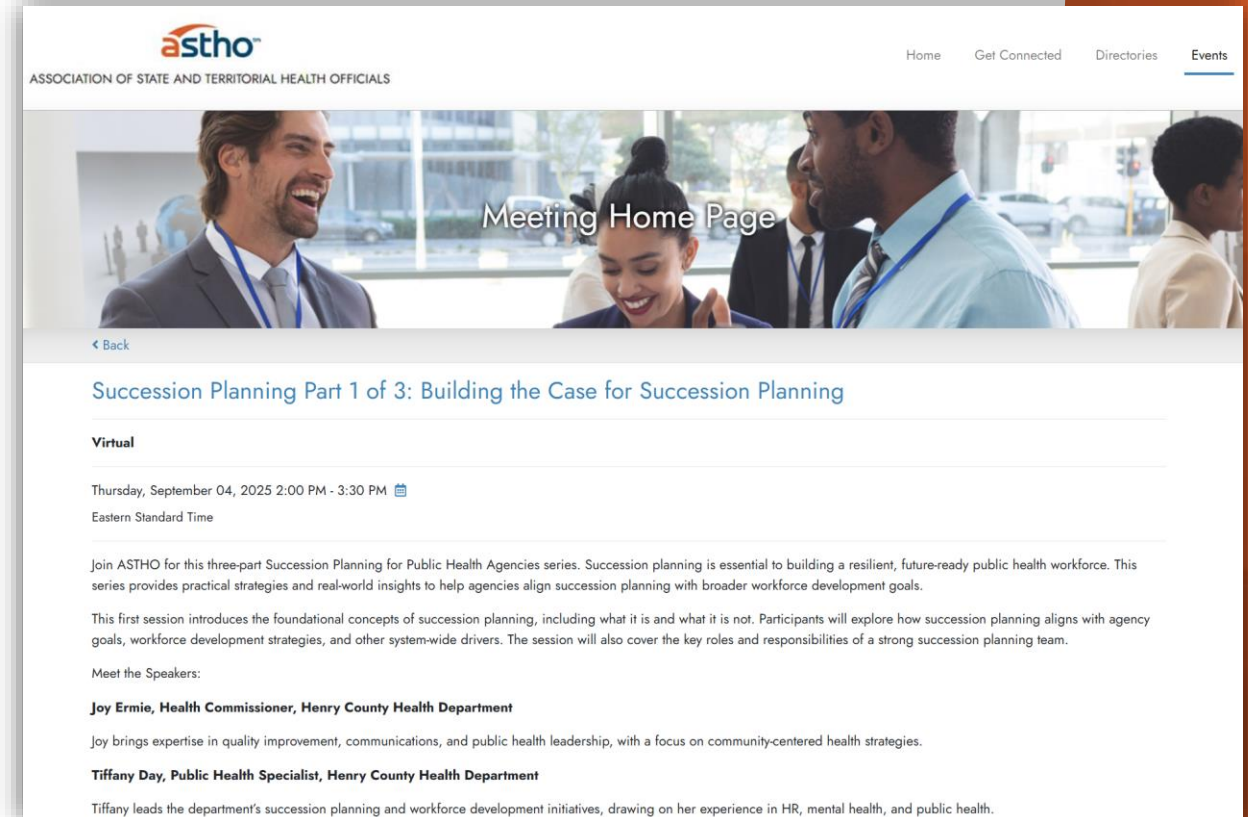 astho™
ASSOCIATION OF STATE AND TERRITORIAL HEALTH OFFICIALS
Home Get Connected Directories Events
Meeting Home Page
Back
Succession Planning Part 1 of 3: Building the Case for Succession Planning
Virtual
Thursday, September 04, 2025 2:00 PM - 3:30 PM
Eastern Standard Time
Join ASTHO for this three-part Succession Planning for Public Health Agencies series. Succession planning is essential to building a resilient, future-ready public health workforce. This
series provides practical strategies and real-world insights to help agencies align succession planning with broader workforce development goals.
This first session introduces the foundational concepts of succession planning, including what it is and what it is not. Participants will explore how succession planning aligns with agency
goals, workforce development strategies, and other system-wide drivers. The session will also cover the key roles and responsibilities of a strong succession planning team.
Meet the Speakers:
Joy Ermie, Health Commissioner, Henry County Health Department
Joy brings expertise in quality improvement, communications, and public health leadership, with a focus on community-centered health strategies.
Tiffany Day, Public Health Specialist, Henry County Health Department
Tiffany leads the department's succession planning and workforce development initiatives, drawing on her experience in HR, mental health, and public health.